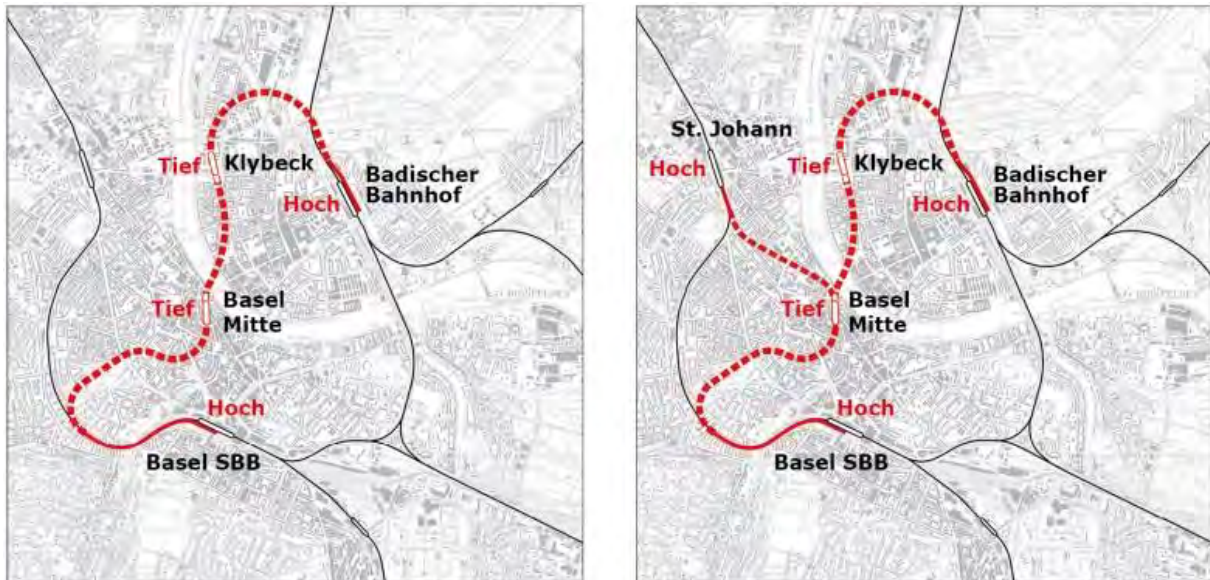 Tief
Klybeck
Badischer
Bahnhof
Hoch
Tief
Basel
Mitte
Hoch
Basel SBB
St. Johann
Hoch
Tief
Klybeck
Badischer
Bahnhof
Hoch
Tief
Basel
Mitte
Hoch
Basel SBB